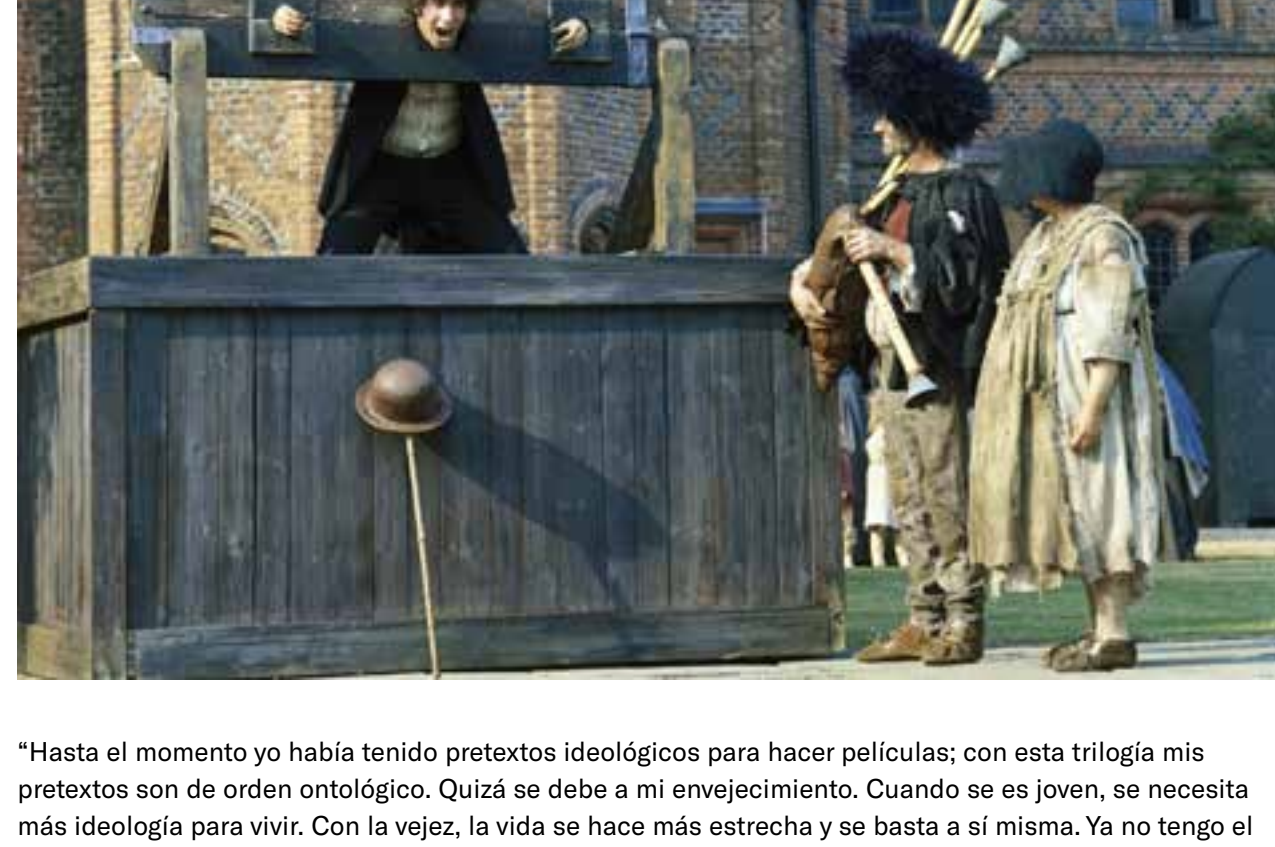 “Hasta el momento yo había tenido pretextos ideológicos para hacer películas; con esta trilogía mis
pretextos son de orden ontológico. Quizá se debe a mi envejecimiento. Cuando se es joven, se necesita
más ideología para vivir. Con la vejez, la vida se hace más estrecha y se basta a sí misma. Ya no tengo el